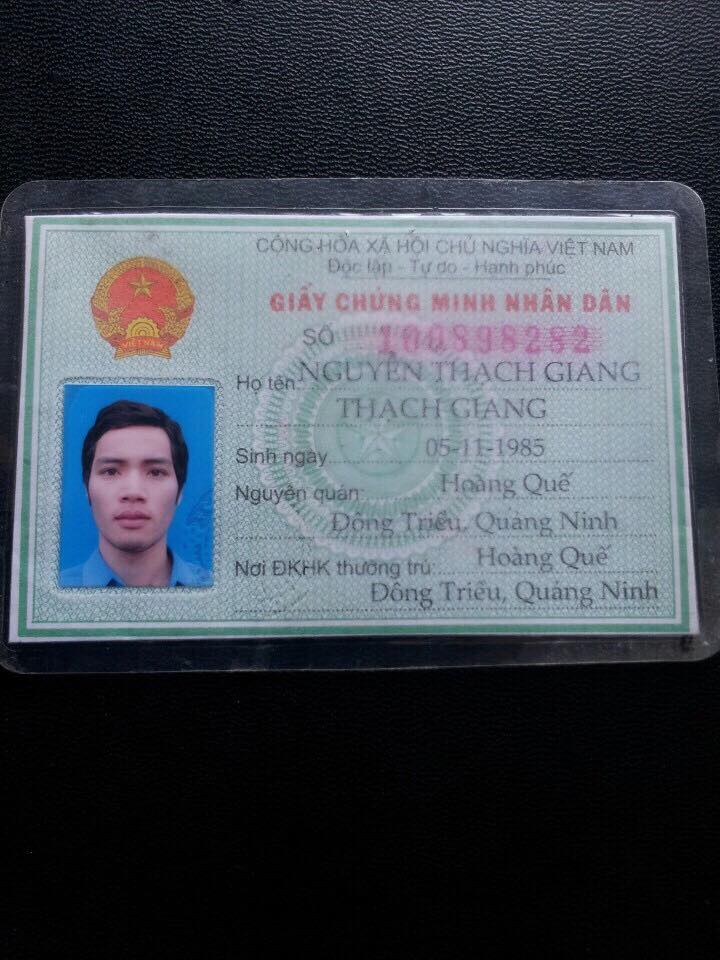 CỘNG HÒA XÃ HỘI CHỦ NGHĨA VIỆT NAM
Độc lập - Tự do - Hạnh phúc
GIẤY CHỨNG MINH NHÂN DÂN
SỐ 100898282
Họ tên NGUYỄN THẠCH GIANG
THẠCH GIANG
Sinh ngày 05-11-1985
Nguyên quán: Hoàng Quế
Đông Triều, Quảng Ninh
Nơi ĐKHK thường trú: Hoàng Quế
Đông Triều, Quảng Ninh
VIỆT NAM